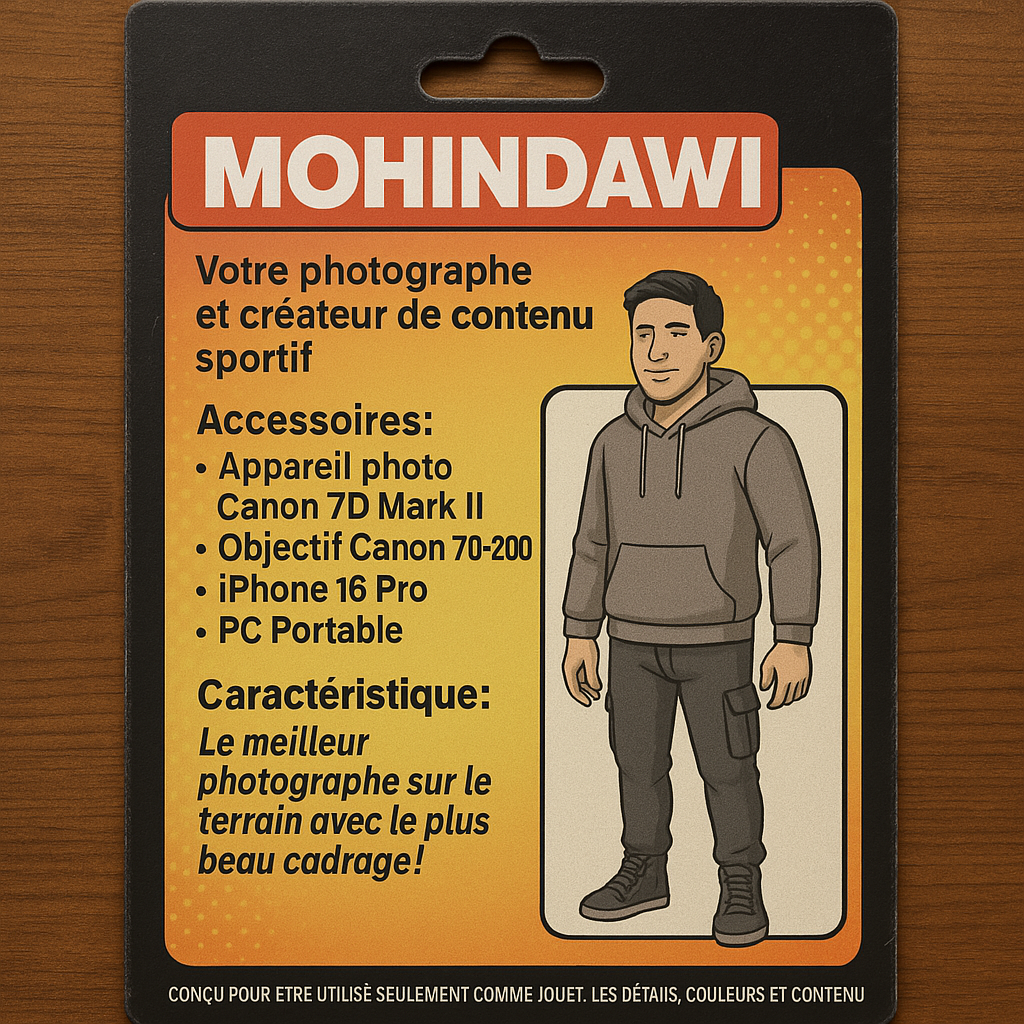 MOHINDAWI
Votre photographe
et créateur de contenu
sportif
Accessoires:
• Appareil photo
Canon 7D Mark II
• Objectif Canon 70-200
• iPhone 16 Pro
• PC Portable
Caractéristique:
Le meilleur
photographe sur le
terrain avec le plus
beau cadrage!
CONÇU POUR ETRE UTILISÈ SEULEMENT COMME JOUET. LES DÉTAIIS, COULEURS ET CONTENU